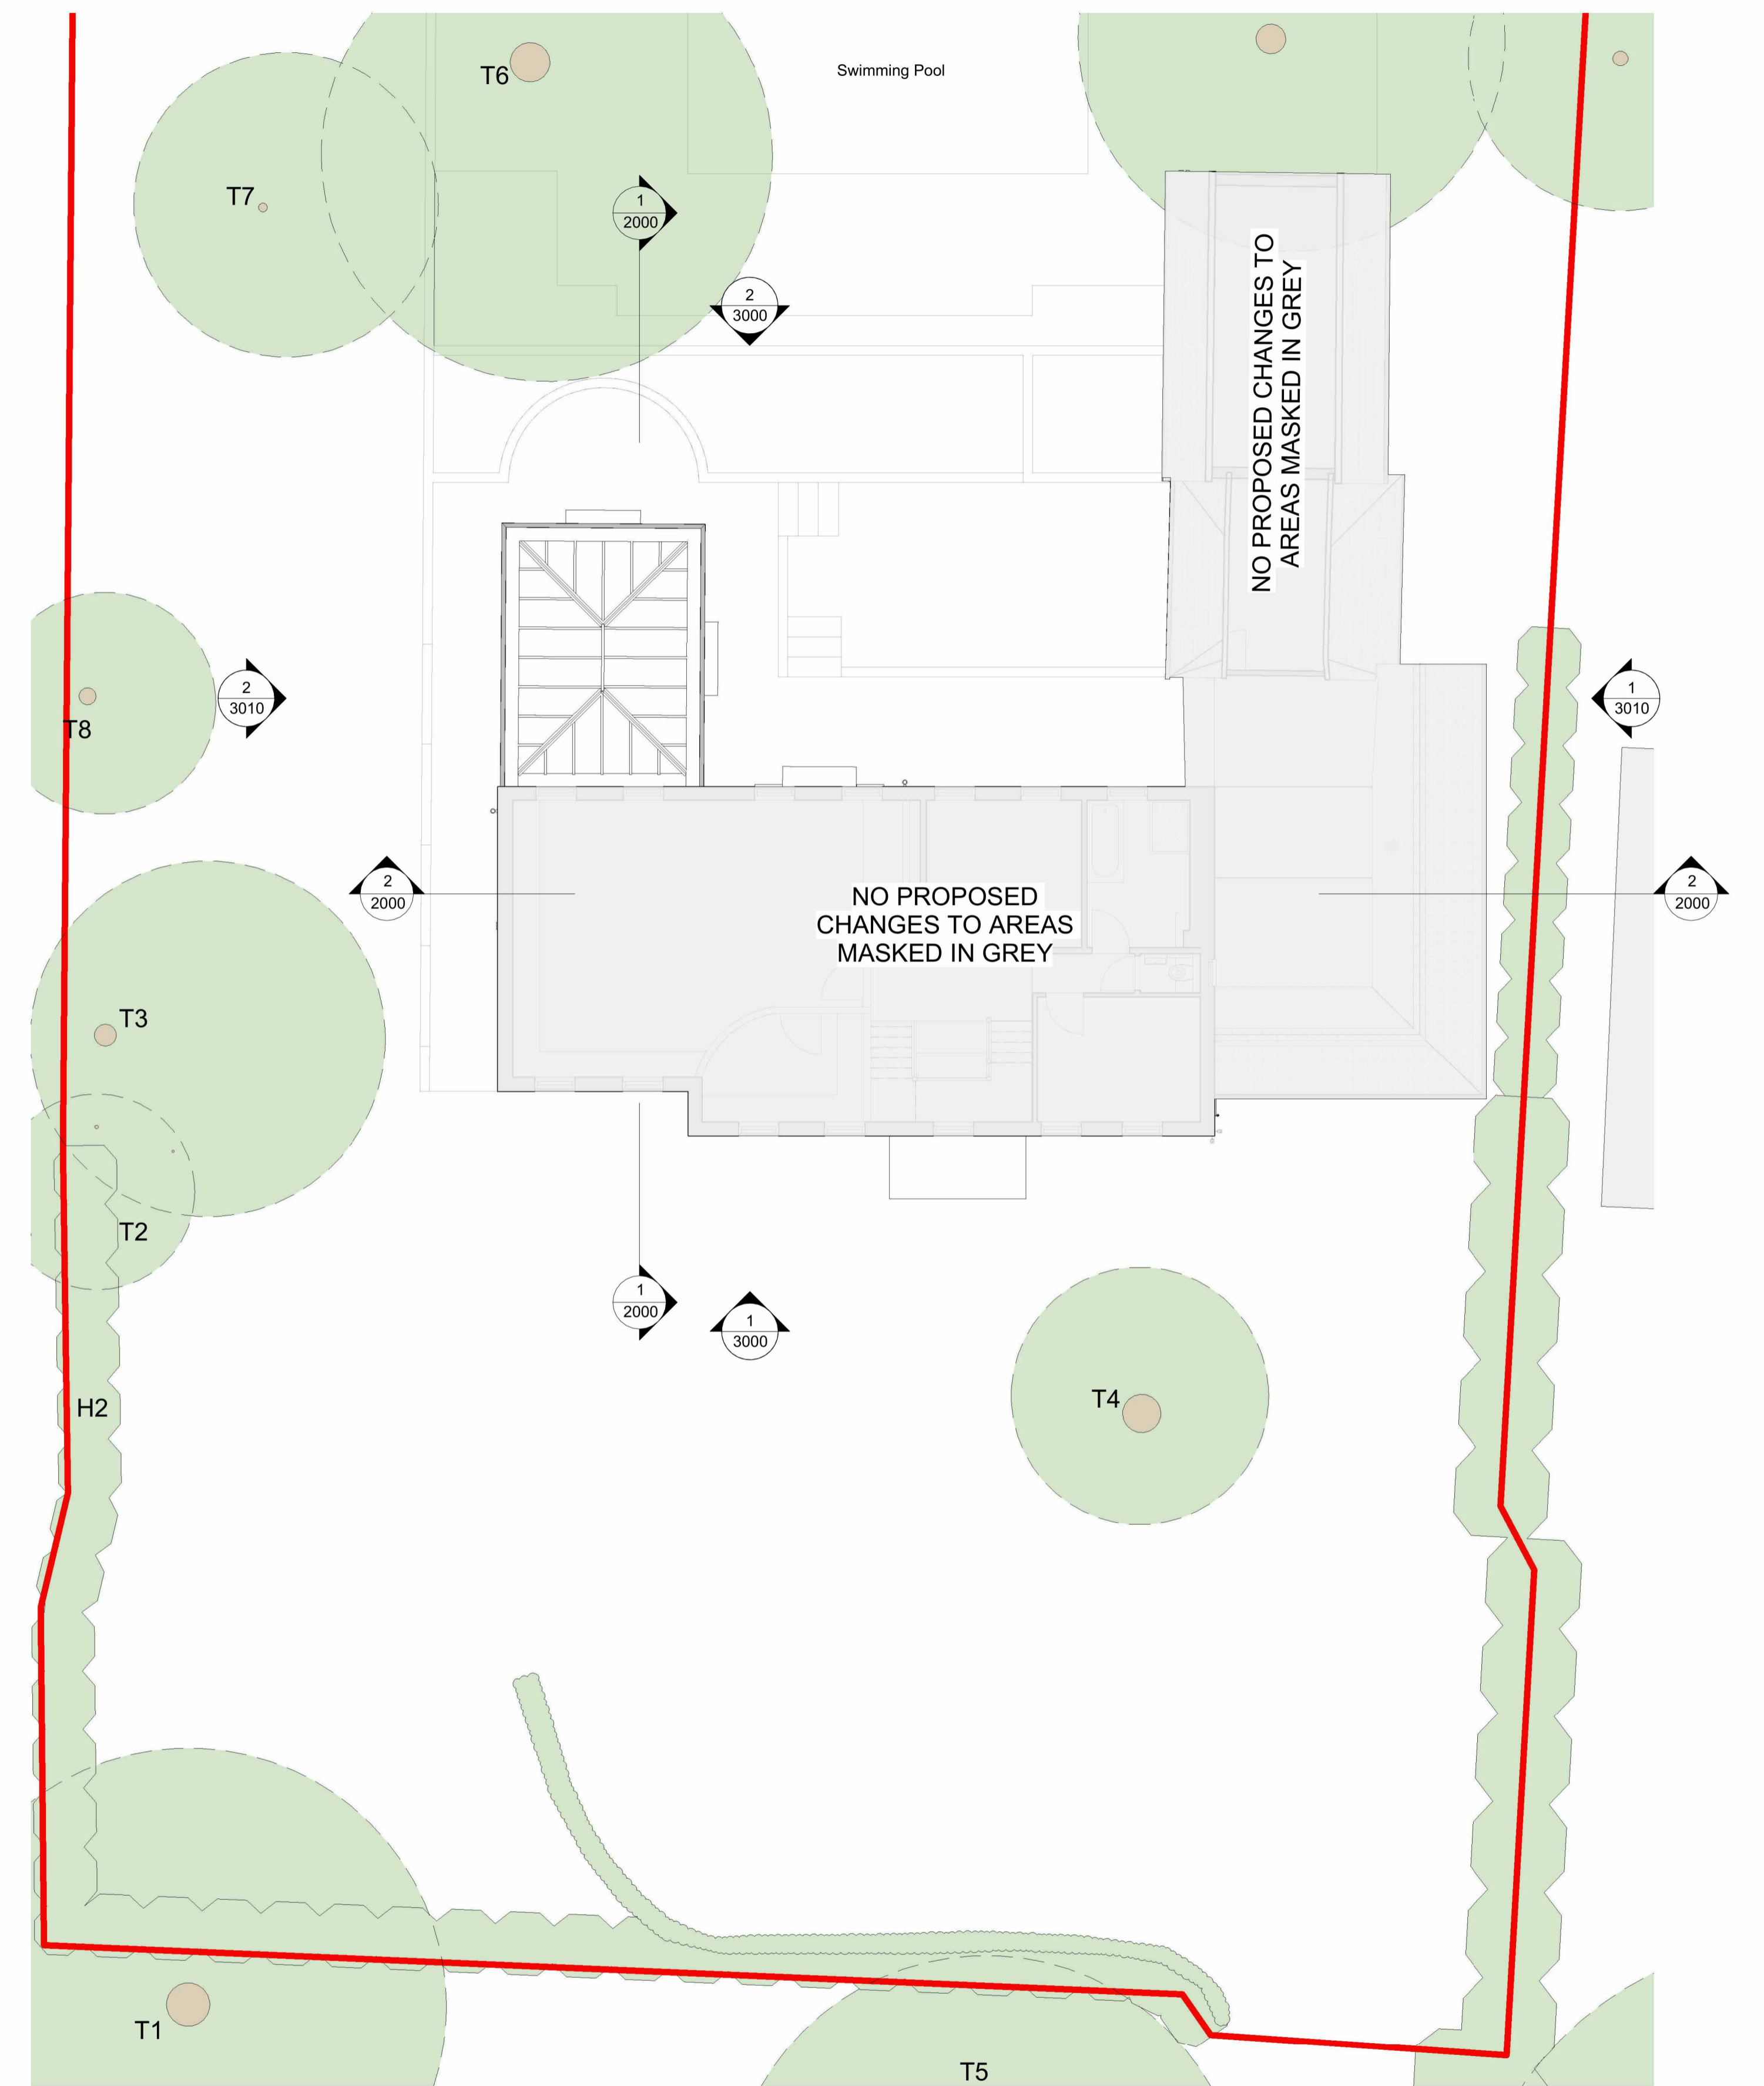 T6
Swimming Pool
T7
1
2000
2
3000
NO PROPOSED CHANGES TO
AREAS MASKED IN GREY
T8
2
3010
1
3010
2
2000
NO PROPOSED
CHANGES TO AREAS
MASKED IN GREY
2
2000
T3
T2
1
2000
1
3000
T4
H2
T1
T5